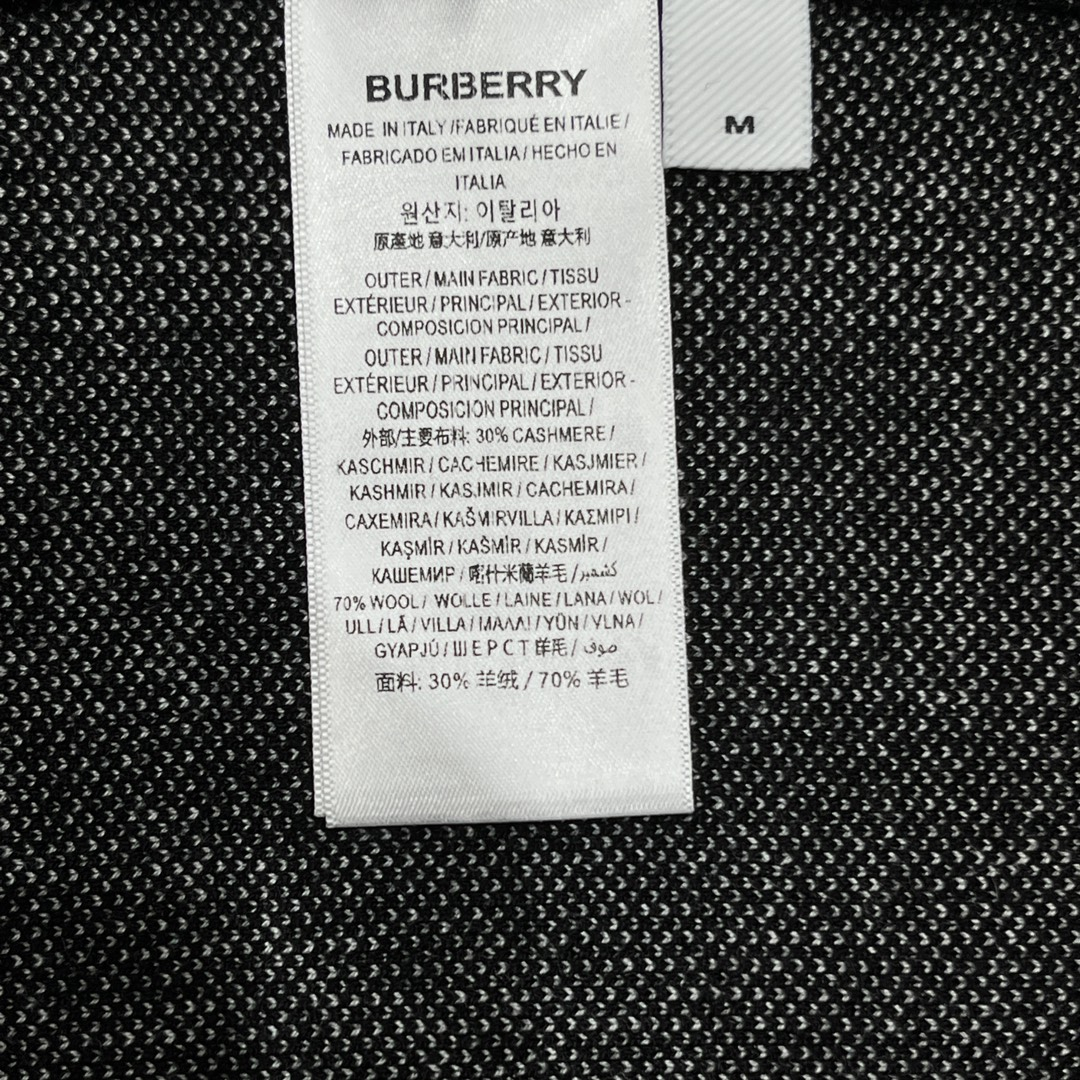 BURBERRY
MADE IN ITALY/FABRIQUÉ EN ITALIE/
FABRICADO EM ITALIA/HECHO EN
ITALIA
원산지: 이탈리아
原產地 意大利/原产地 意大利
OUTER/MAIN FABRIC/TISSU
EXTÉRIEUR/PRINCIPAL/EXTERIOR-
COMPOSICION PRINCIPAL/
OUTER/MAIN FABRIC/TISSU
EXTÉRIEUR/PRINCIPAL/EXTERIOR-
COMPOSICION PRINCIPAL/
外部/主要布料: 30% CASHMERE/
KASCHMIR/CACHEMIRE/KASJMIER/
KASHMIR/KASJMIR/CACHEMIRA/
CAXEMIRA/KAŠMIRVILLA/ΚΑΣΜΙΡΙ/
KAŞMİR/KAŠMÍR/KASMÍR/
КАШЕМИР/喀什米蘭羊毛/كشمير
70% WOOL/ WOLLE/LAINE/LANA/WOL/
ULL/LÃ/VILLA/ΜΑΛΛΙ/YÜN/VLNA/
GYAPJÚ/Ш Е Р С Т 羊毛/ صوف
面料: 30% 羊绒/70% 羊毛
M